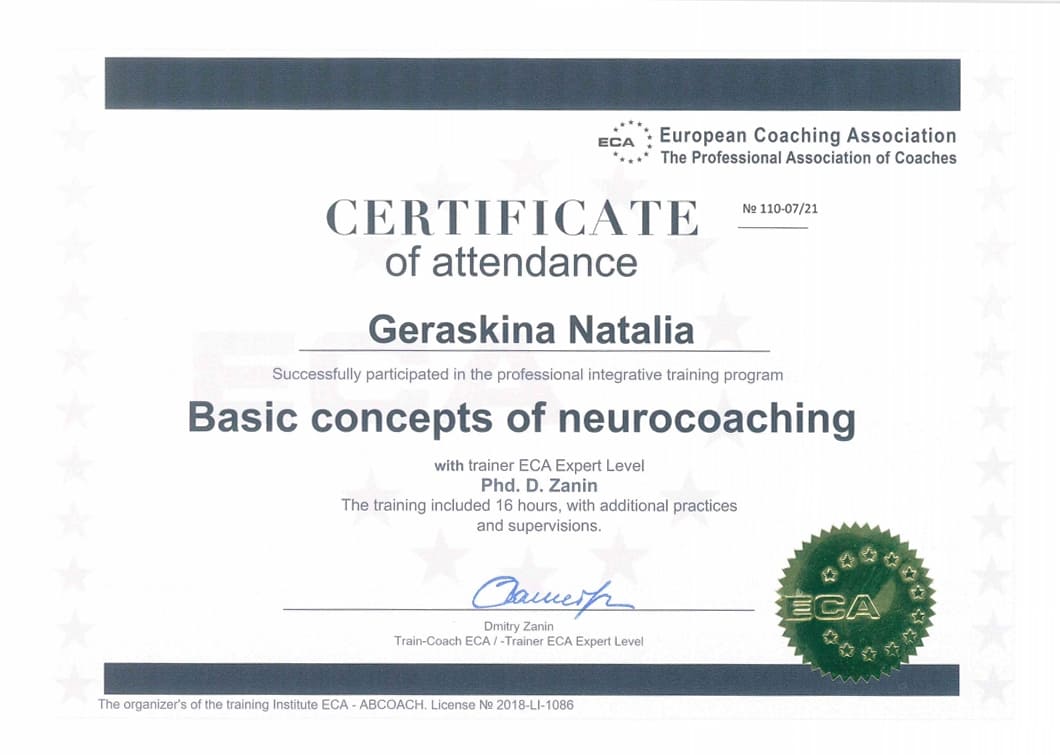 ECA
European Coaching Association
The Professional Association of Coaches
CERTIFICATE
№ 110-07/21
of attendance
Geraskina Natalia
Successfully participated in the professional integrative training program
Basic concepts of neurocoaching
with trainer ECA Expert Level
Phd. D. Zanin
The training included 16 hours, with additional practices
and supervisions.
ECA
Dmitry Zanin
Train-Coach ECA / -Trainer ECA Expert Level
The organizer's of the training Institute ECA - ABCOACH. License № 2018-LI-1086